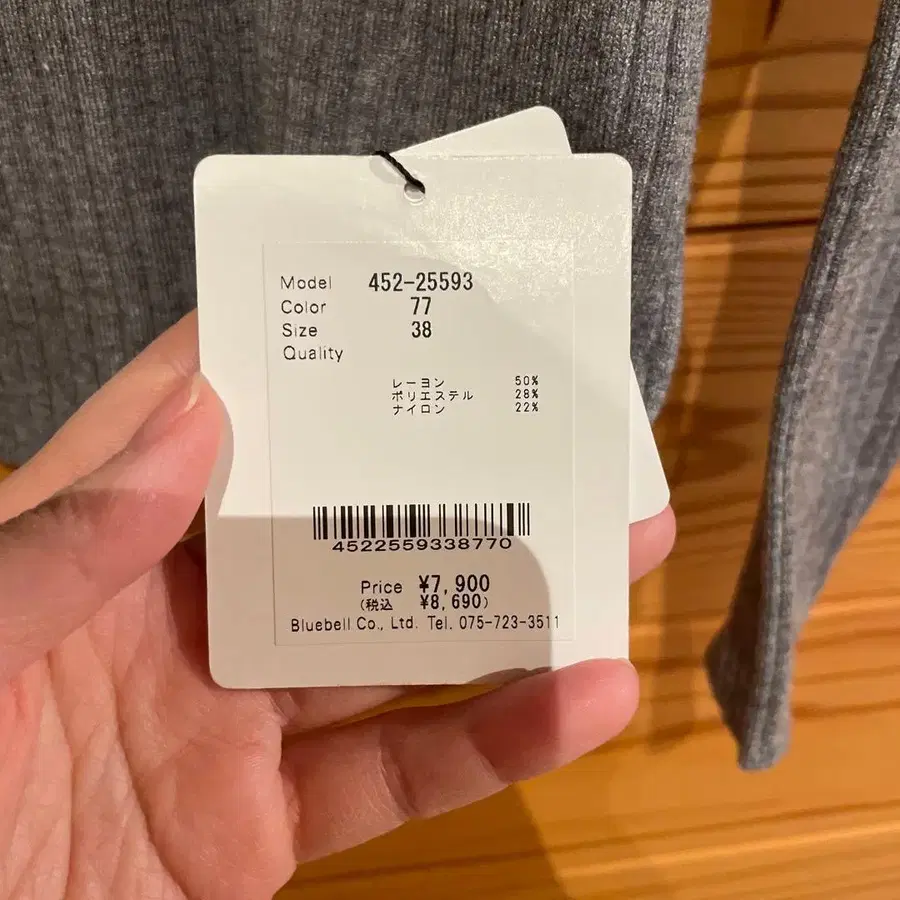 Model 452-25593
Color 77
Size 38
Quality
レーヨン 50%
ポリエステル 28%
ナイロン 22%
4522559338770
Price ¥7,900
(税込 ¥8,690)
Bluebell Co., Ltd. Tel. 075-723-3511